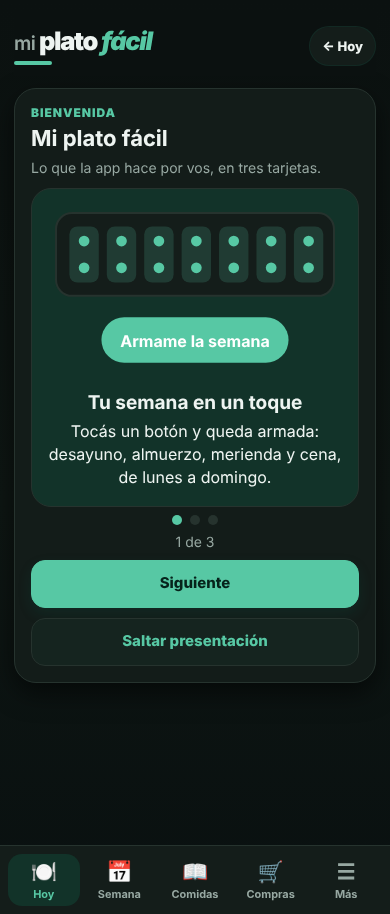 mi plato fácil
← Hoy
BIENVENIDA
Mi plato fácil
Lo que la app hace por vos, en tres tarjetas.
Armame la semana
Tu semana en un toque
Tocás un botón y queda armada:
desayuno, almuerzo, merienda y cena,
de lunes a domingo.
1 de 3
Siguiente
Saltar presentación
Hoy
Semana
Comidas
Compras
Más